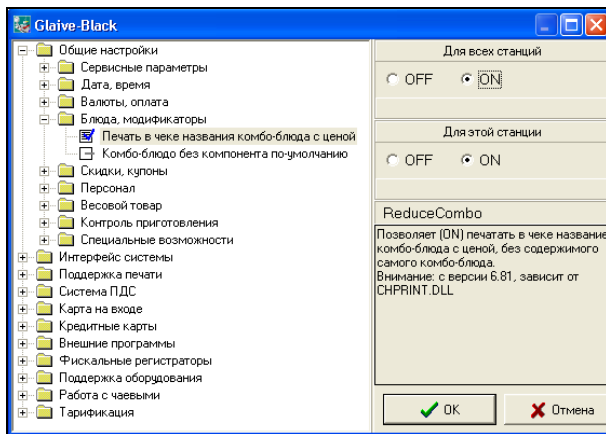 Glaive-Black
Общие настройки
Сервисные параметры
Дата, время
Валюты, оплата
Блюда, модификаторы
Печать в чеке названия комбо-блюда с ценой
Комбо-блюдо без компонента по-умолчанию
Скидки, купоны
Персонал
Весовой товар
Контроль приготовления
Специальные возможности
Интерфейс системы
Поддержка печати
Система ПДС
Карта на входе
Кредитные карты
Внешние программы
Фискальные регистраторы
Поддержка оборудования
Работа с чаевыми
Тарификация
Для всех станций
OFF ON
Для этой станции
OFF ON
ReduceCombo
Позволяет (ON) печатать в чеке название
комбо-блюда с ценой, без содержимого
самого комбо-блюда.
Внимание: с версии 6.81, зависит от
CHPRINT.DLL
OK Отмена